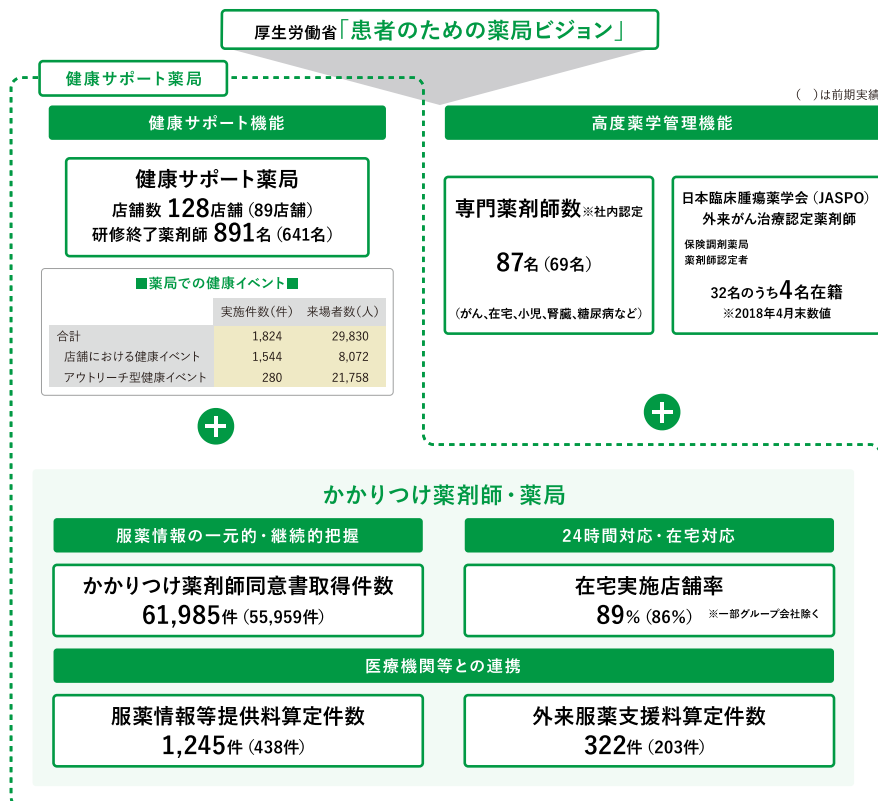 厚生労働省「患者のための薬局ビジョン」
健康サポート薬局
( )は前期実績
健康サポート機能
健康サポート薬局
店舗数 128店舗(89店舗)
研修終了薬剤師 891名(641名)
■薬局での健康イベント■
実施件数(件) 来場者数(人)
合計 1,824 29,830
店舗における健康イベント 1,544 8,072
アウトリーチ型健康イベント 280 21,758
高度薬学管理機能
専門薬剤師数 ※社内認定
87名(69名)
(がん、在宅、小児、腎臓、糖尿病など)
日本臨床腫瘍薬学会(JASPO)
外来がん治療認定薬剤師
保険調剤薬局
薬剤師認定者
32名のうち4名在籍
※2018年4月末数値
かかりつけ薬剤師・薬局
服薬情報の一元的・継続的把握
かかりつけ薬剤師同意書取得件数
61,985件(55,959件)
24時間対応・在宅対応
在宅実施店舗率
89%(86%) ※一部グループ会社除く
医療機関等との連携
服薬情報等提供料算定件数
1,245件(438件)
外来服薬支援料算定件数
322件(203件)